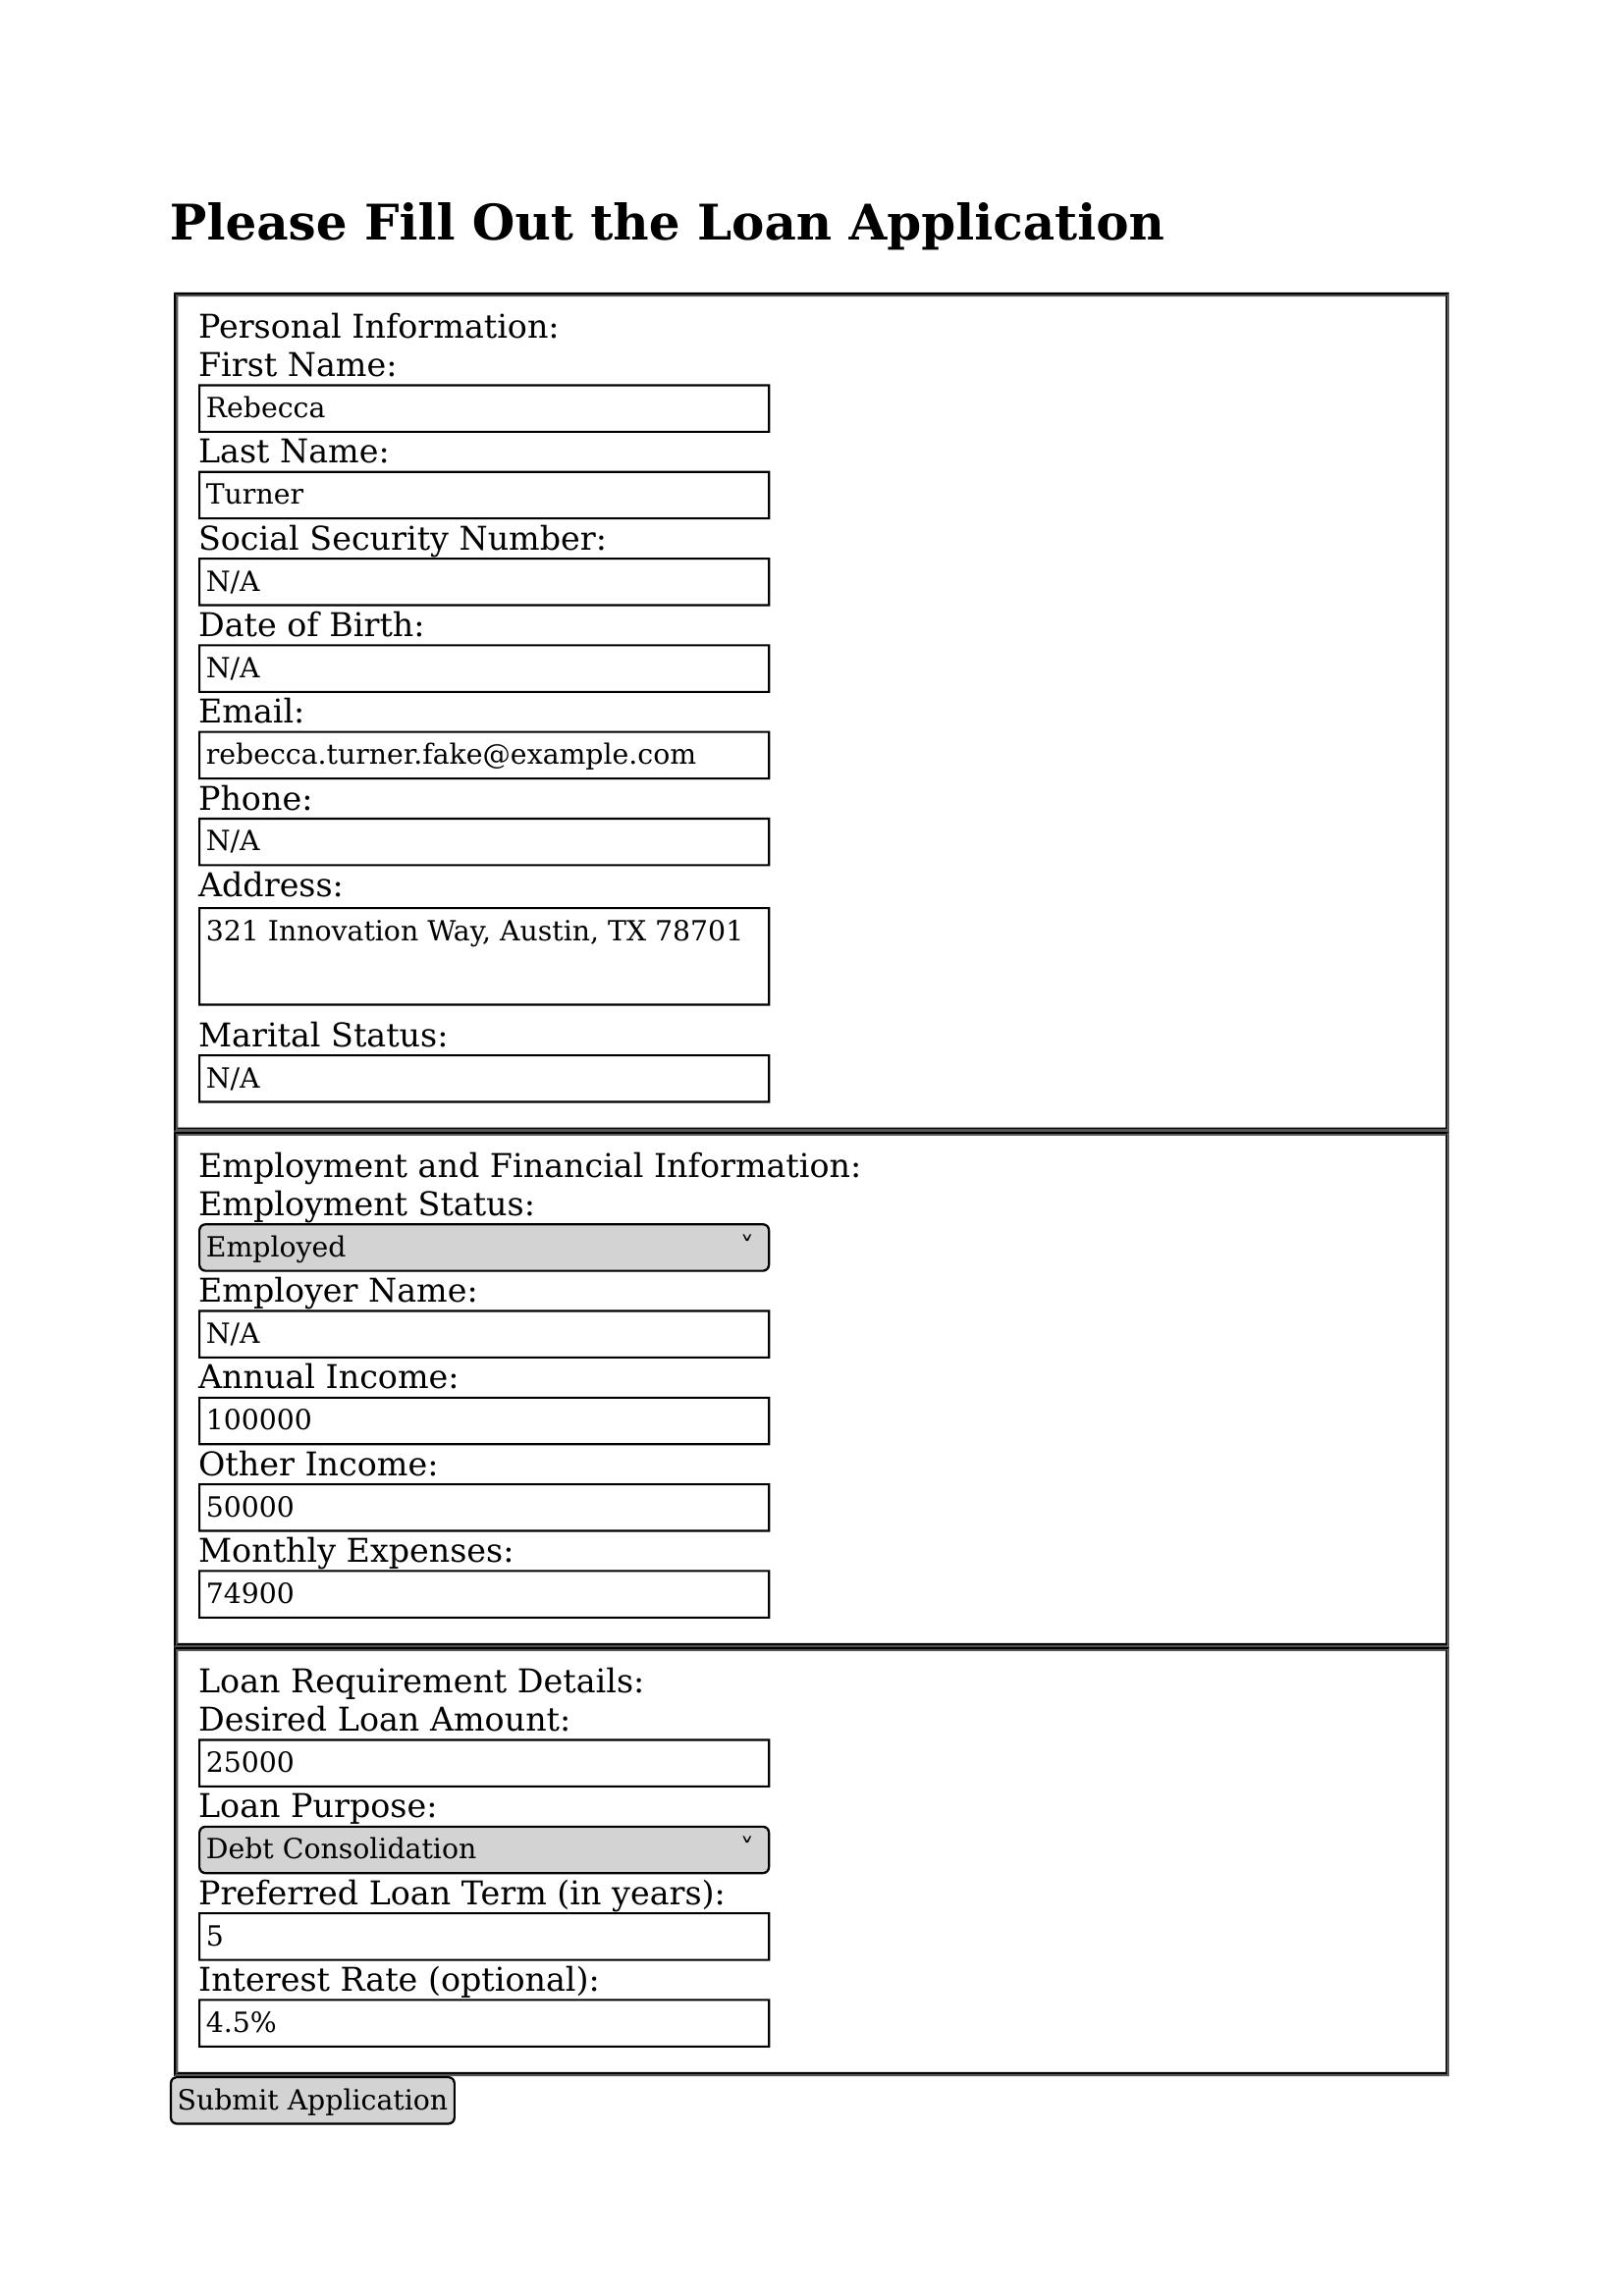 Please Fill Out the Loan Application
Personal Information:
First Name:
Rebecca
Last Name:
Turner
Social Security Number:
N/A
Date of Birth:
N/A
Email:
rebecca.turner.fake@example.com
Phone:
N/A
Address:
321 Innovation Way, Austin, TX 78701
Marital Status:
N/A
Employment and Financial Information:
Employment Status:
Employed
Employer Name:
N/A
Annual Income:
100000
Other Income:
50000
Monthly Expenses:
74900
Loan Requirement Details:
Desired Loan Amount:
25000
Loan Purpose:
Debt Consolidation
Preferred Loan Term (in years):
5
Interest Rate (optional):
4.5%
Submit Application